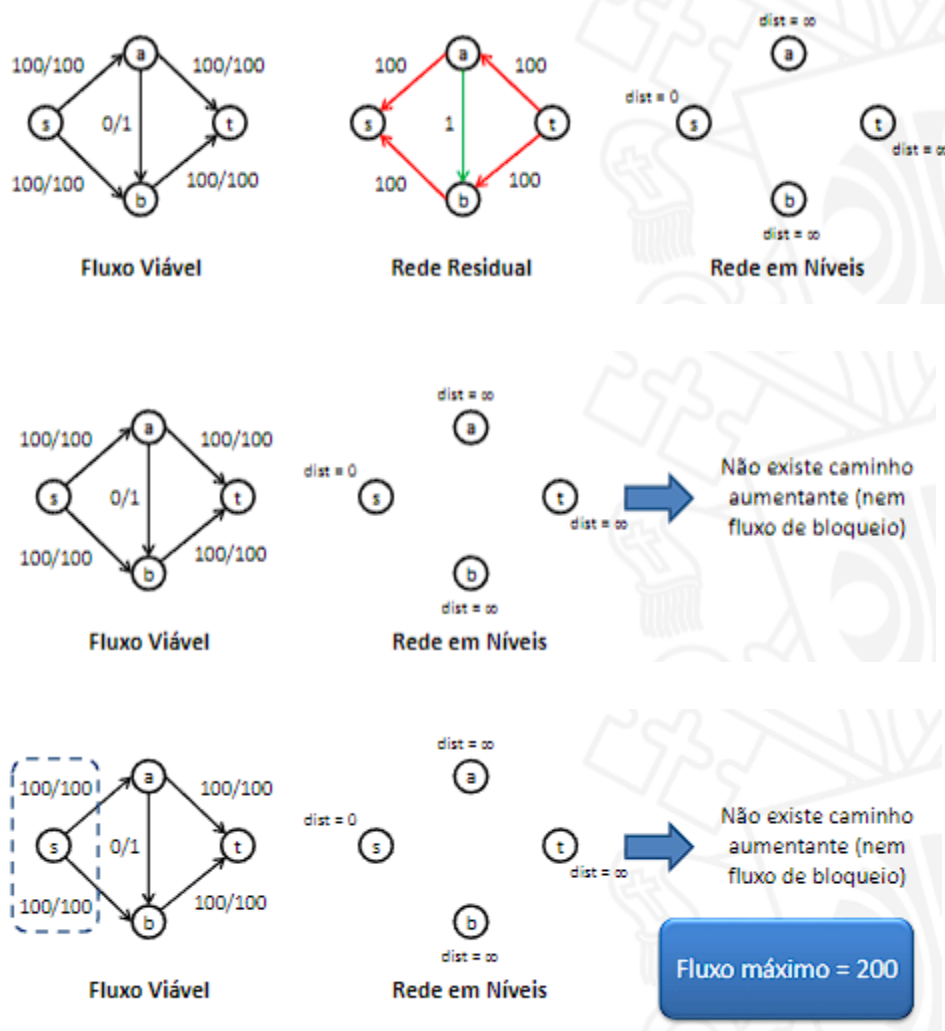 dist = ∞
a
a
a
100/100
100/100
100
100
dist = 0
s
0/1
t
s
1
t
s
t
dist = ∞
100/100
100/100
100
100
b
b
b
dist = ∞
Fluxo Viável
Rede Residual
Rede em Níveis
dist = ∞
a
a
100/100
100/100
Não existe caminho
dist = 0
s
0/1
t
s
t
aumentante (nem
dist = ∞
fluxo de bloqueio)
100/100
100/100
b
b
dist = ∞
Fluxo Viável
Rede em Níveis
dist = ∞
a
a
100/100
100/100
Não existe caminho
dist = 0
s
0/1
t
s
t
aumentante (nem
dist = ∞
fluxo de bloqueio)
100/100
100/100
b
b
dist = ∞
Fluxo máximo = 200
Fluxo Viável
Rede em Níveis